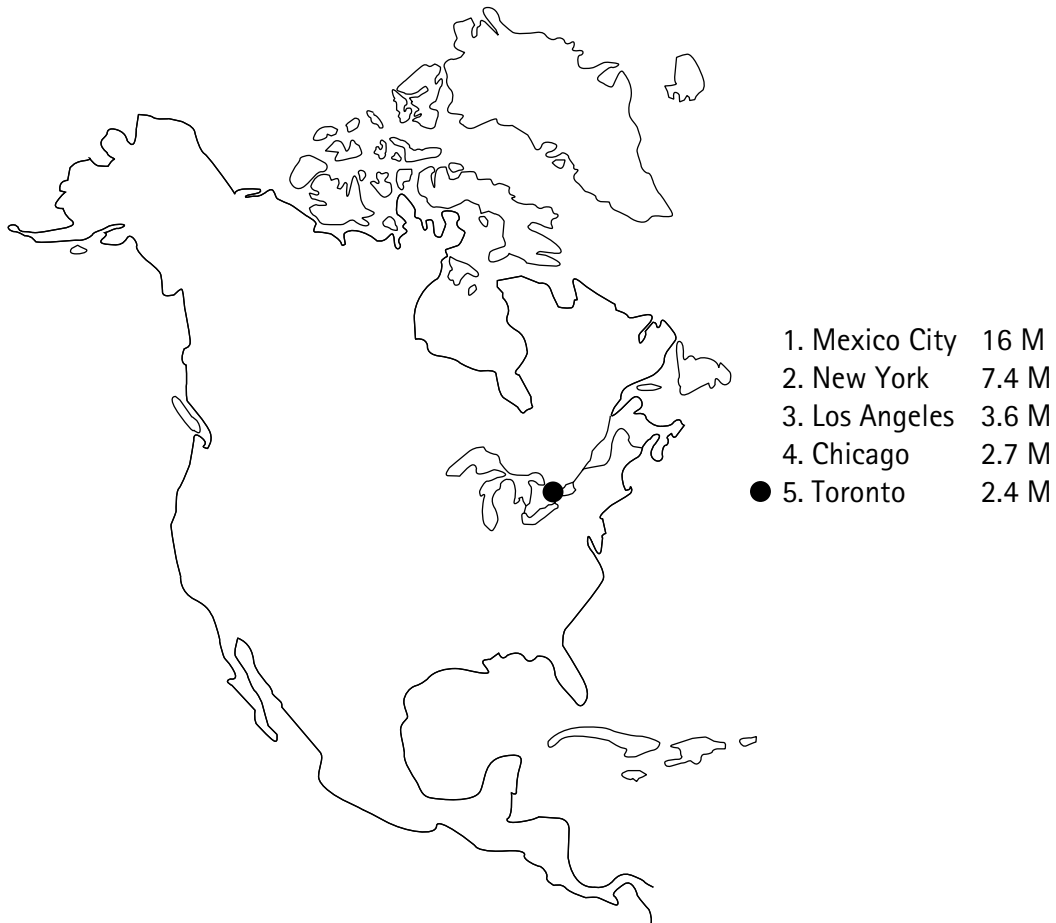 1. Mexico City 16 M
2. New York 7.4 M
3. Los Angeles 3.6 M
4. Chicago 2.7 M
5. Toronto 2.4 M